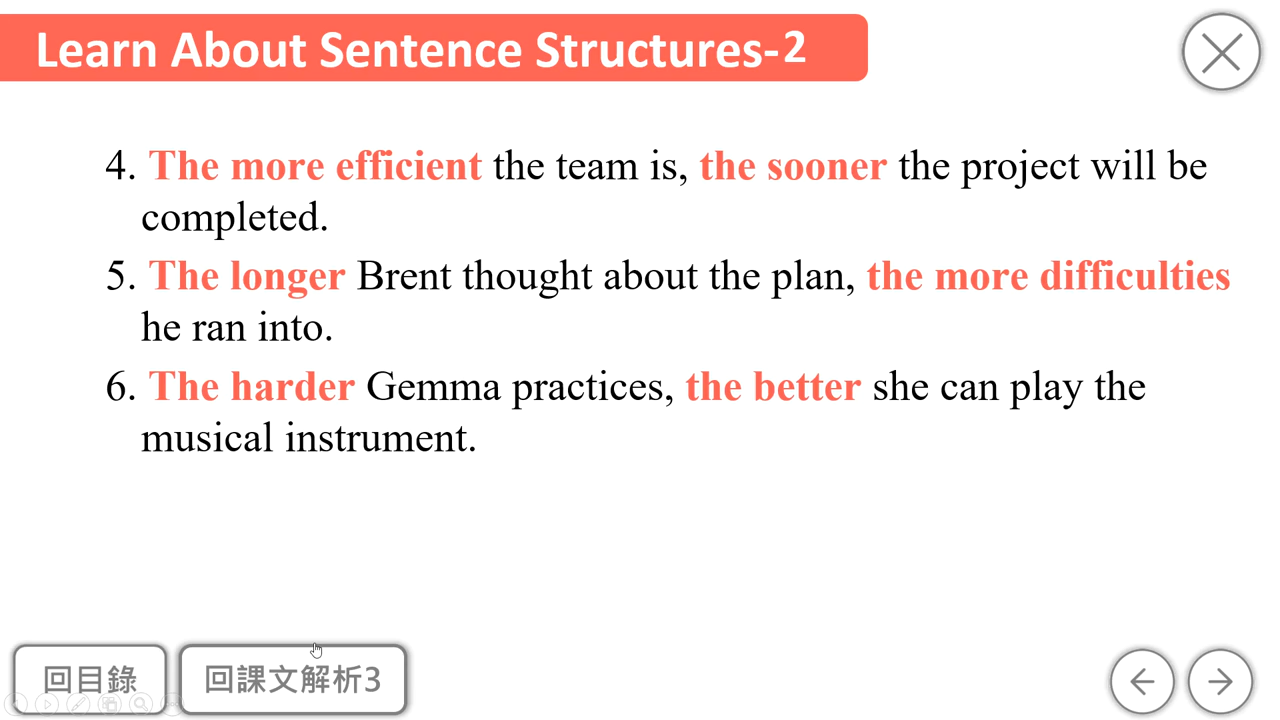 Learn About Sentence Structures-2
4. The more efficient the team is, the sooner the project will be
completed.
5. The longer Brent thought about the plan, the more difficulties
he ran into.
6. The harder Gemma practices, the better she can play the
musical instrument.
回目錄
回課文解析3